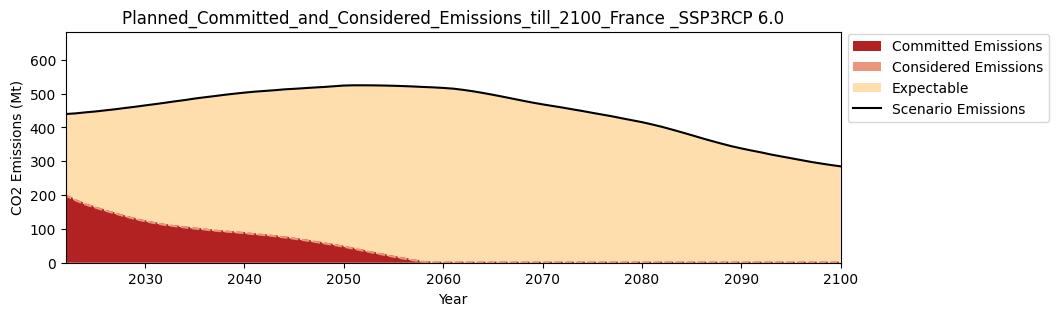 Planned_Committed_and_Considered_Emissions_till_2100_France _SSP3RCP 6.0
Committed Emissions
Considered Emissions
Expectable
Scenario Emissions
CO2 Emissions (Mt)
600
500
400
300
200
100
0
2030 2040 2050 2060 2070 2080 2090 2100
Year